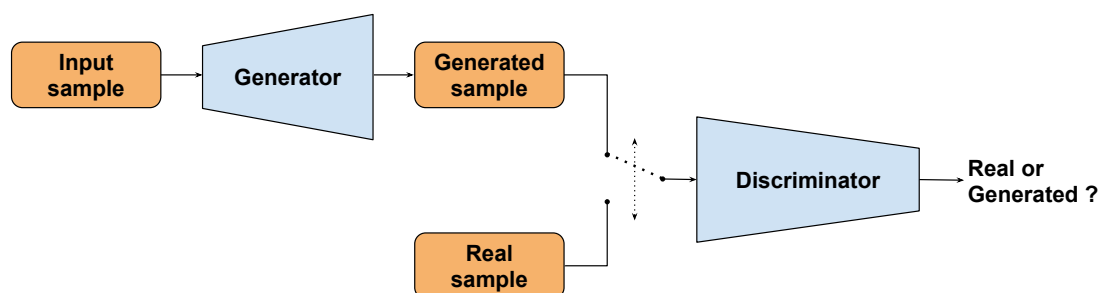 Input
sample
Generator
Generated
sample
Discriminator
Real or
Generated ?
Real
sample